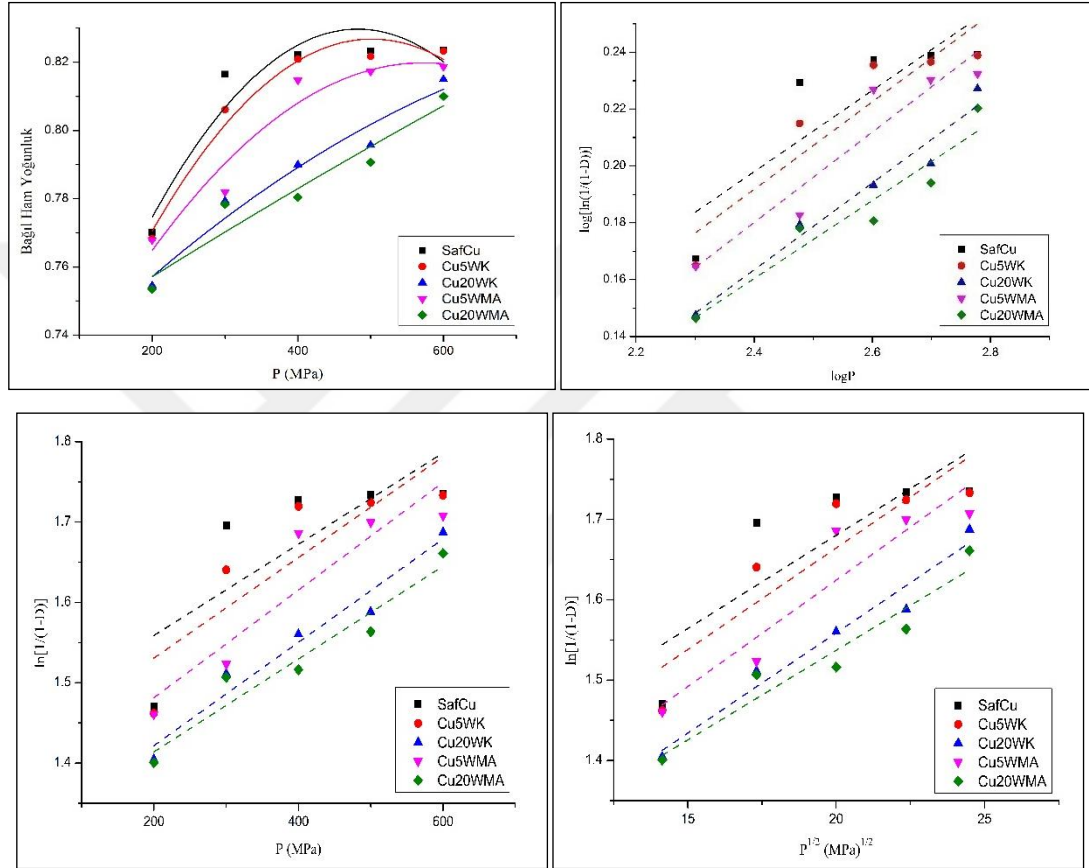 Bağıl Ham Yoğunluk
0.82
0.80
0.78
0.76
0.74
200
400
600
P (MPa)
SafCu
Cu5WK
Cu20WK
Cu5WMA
Cu20WMA
log[ln(1/(1-D))]
0.24
0.22
0.20
0.18
0.16
0.14
2.2
2.4
2.6
2.8
logP
SafCu
Cu5WK
Cu20WK
Cu5WMA
Cu20WMA
ln[1/(1-D)]
1.8
1.7
1.6
1.5
1.4
200
400
600
P (MPa)
SafCu
Cu5WK
Cu20WK
Cu5WMA
Cu20WMA
ln[1/(1-D)]
1.8
1.7
1.6
1.5
1.4
15
20
25
P^1/2 (MPa)^1/2
SafCu
Cu5WK
Cu20WK
Cu5WMA
Cu20WMA